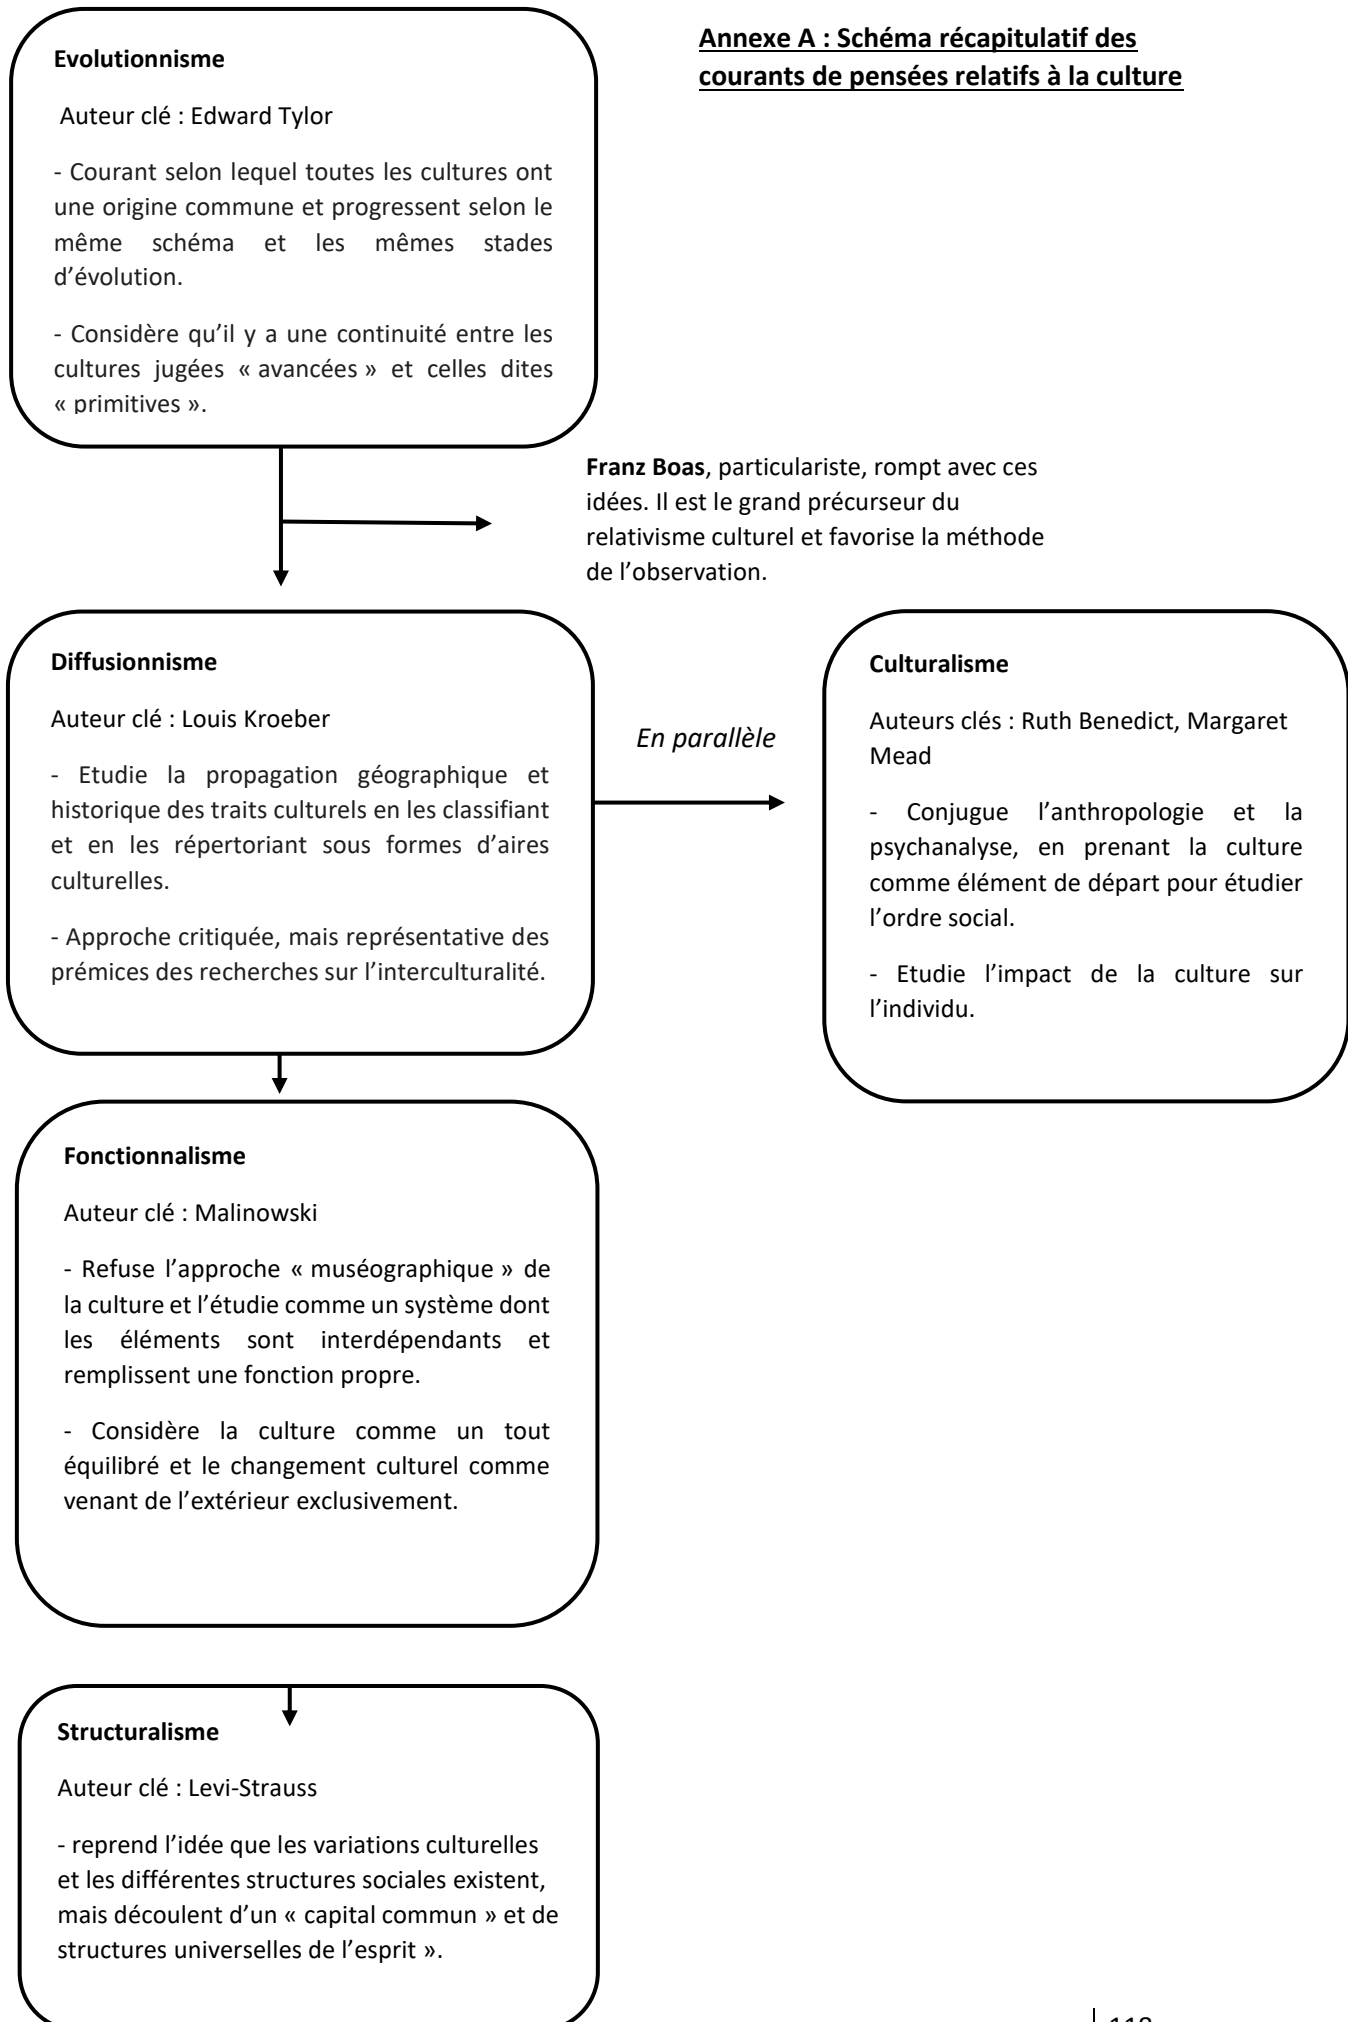 Annexe A : Schéma récapitulatif des
courants de pensées relatifs à la culture
Evolutionnisme
Auteur clé : Edward Tylor
- Courant selon lequel toutes les cultures ont
une origine commune et progressent selon le
même schéma et les mêmes stades
d’évolution.
- Considère qu’il y a une continuité entre les
cultures jugées « avancées » et celles dites
« primitives ».
Franz Boas, particulariste, rompt avec ces
idées. Il est le grand précurseur du
relativisme culturel et favorise la méthode
de l’observation.
Diffusionnisme
Auteur clé : Louis Kroeber
- Etudie la propagation géographique et
historique des traits culturels en les classifiant
et en les répertoriant sous formes d’aires
culturelles.
- Approche critiquée, mais représentative des
prémices des recherches sur l’interculturalité.
En parallèle
Culturalisme
Auteurs clés : Ruth Benedict, Margaret
Mead
- Conjugue l’anthropologie et la
psychanalyse, en prenant la culture
comme élément de départ pour étudier
l’ordre social.
- Etudie l’impact de la culture sur
l’individu.
Fonctionnalisme
Auteur clé : Malinowski
- Refuse l’approche « muséographique » de
la culture et l’étudie comme un système dont
les éléments sont interdépendants et
remplissent une fonction propre.
- Considère la culture comme un tout
équilibré et le changement culturel comme
venant de l’extérieur exclusivement.
Structuralisme
Auteur clé : Levi-Strauss
- reprend l’idée que les variations culturelles
et les différentes structures sociales existent,
mais découlent d’un « capital commun » et de
structures universelles de l’esprit ».